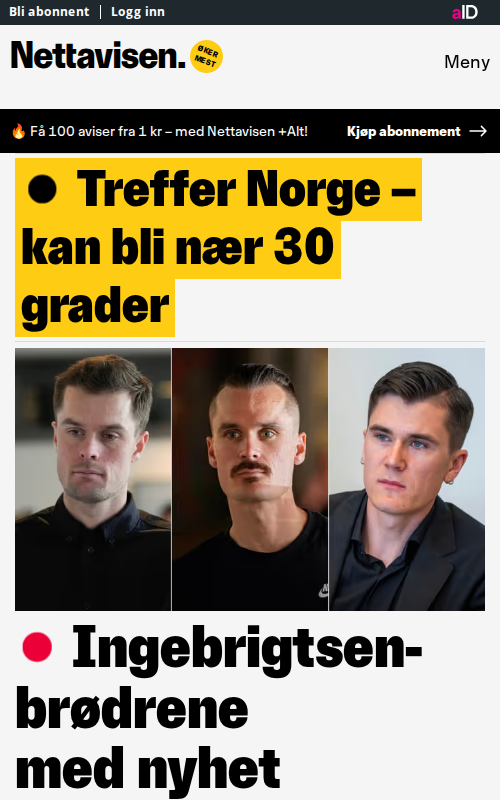 Bli abonnent | Logg inn
aID
Nettavisen.
ØKER
MEST
Meny
🔥 Få 100 aviser fra 1 kr – med Nettavisen +Alt!
Kjøp abonnement →
Treffer Norge –
kan bli nær 30
grader
Ingebrigtsen-
brødrene
med nyhet